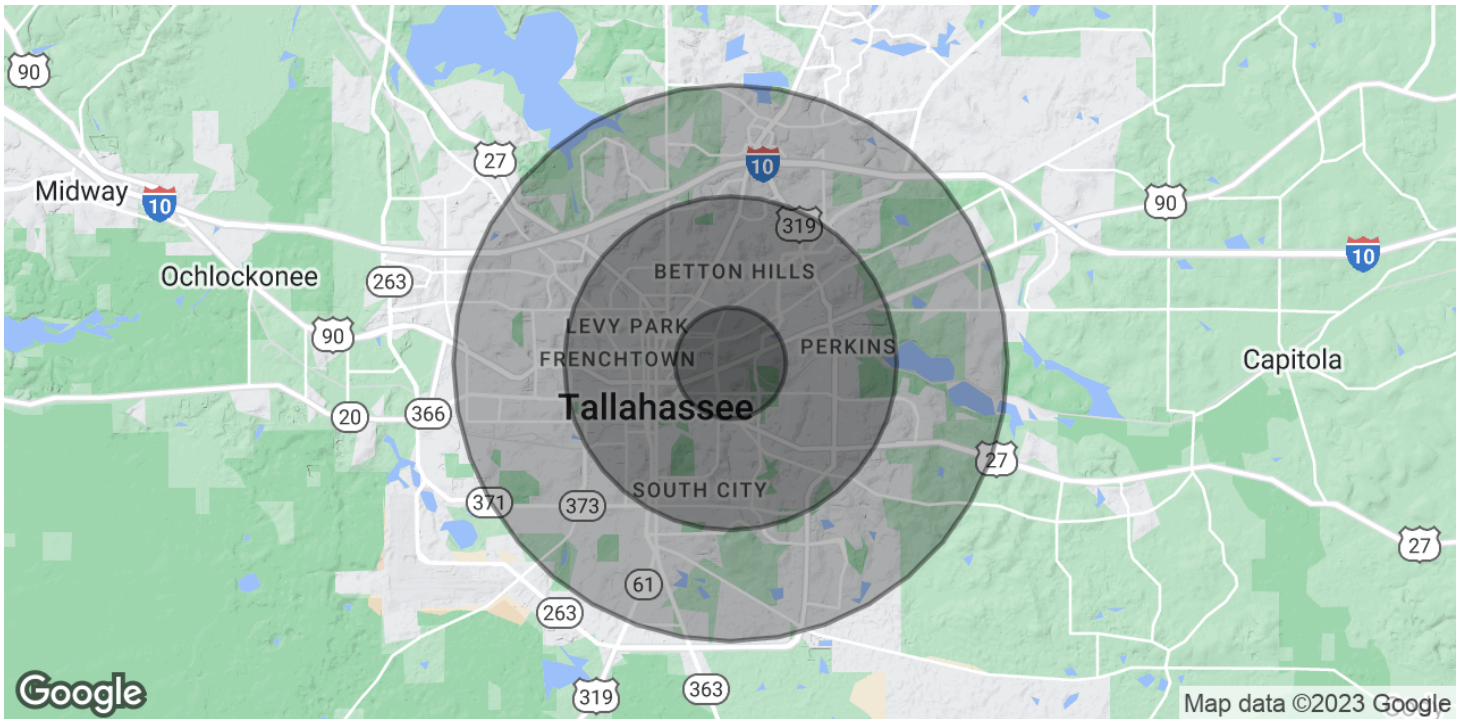 90
27
10
Midway
10
90
319
10
BETTON HILLS
Ochlockonee
263
LEVY PARK
90
PERKINS
FRENCHTOWN
Capitola
Tallahassee
20
366
27
SOUTH CITY
371
373
27
61
263
Google
319
363
Map data ©2023 Google